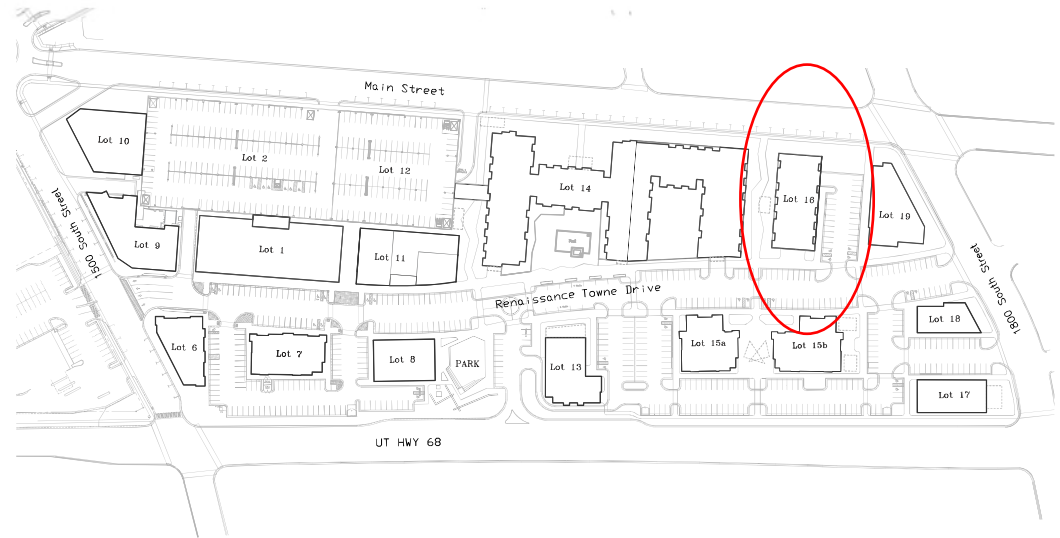 Main Street
Lot 10
Lot 2
Lot 12
Lot 14
Lot 16
Lot 19
1500 South Street
Lot 9
Lot 1
Lot 11
Renaissance Towne Drive
1800 South Street
Lot 6
Lot 7
Lot 8
PARK
Lot 13
Lot 15a
Lot 15b
Lot 18
Lot 17
UT HWY 68